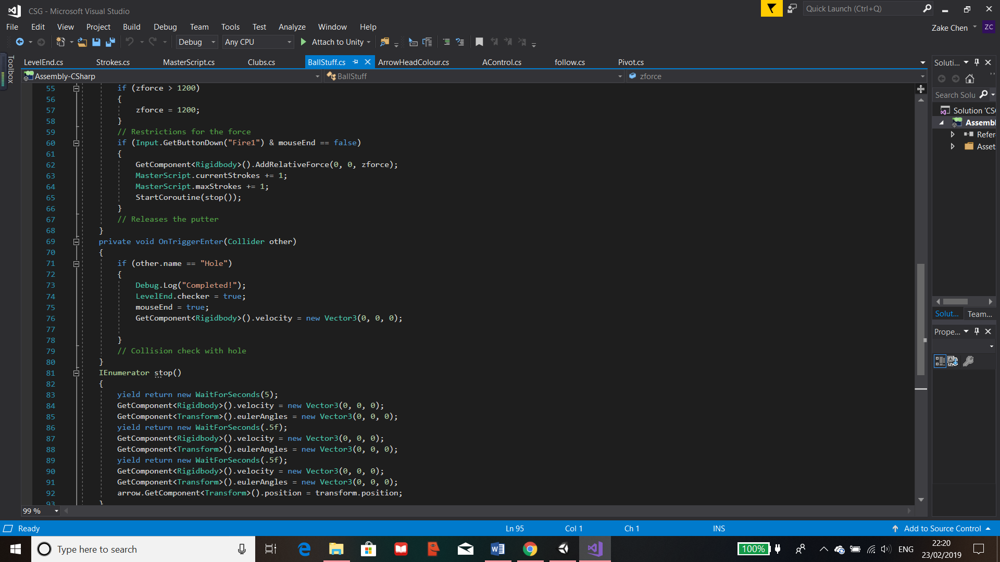 CSG - Microsoft Visual Studio
Quick Launch (Ctrl+Q)
File Edit View Project Build Debug Team Tools Test Analyze Window Help
Zake Chen ZC
Debug Any CPU Attach to Unity
Toolbox
LevelEnd.cs Strokes.cs MasterScript.cs Clubs.cs BallStuff.cs ArrowHeadColour.cs AControl.cs follow.cs Pivot.cs
Assembly-CSharp BallStuff zforce
55 if (zforce > 1200)
56 {
57 zforce = 1200;
58 }
59 // Restrictions for the force
60 if (Input.GetButtonDown("Fire1") & mouseEnd == false)
61 {
62 GetComponent<Rigidbody>().AddRelativeForce(0, 0, zforce);
63 MasterScript.currentStrokes += 1;
64 MasterScript.maxStrokes += 1;
65 StartCoroutine(stop());
66 }
67 // Releases the putter
68 }
69 private void OnTriggerEnter(Collider other)
70 {
71 if (other.name == "Hole")
72 {
73 Debug.Log("Completed!");
74 LevelEnd.checker = true;
75 mouseEnd = true;
76 GetComponent<Rigidbody>().velocity = new Vector3(0, 0, 0);
77
78 }
79 // Collision check with hole
80 }
81 IEnumerator stop()
82 {
83 yield return new WaitForSeconds(5);
84 GetComponent<Rigidbody>().velocity = new Vector3(0, 0, 0);
85 GetComponent<Transform>().eulerAngles = new Vector3(0, 0, 0);
86 yield return new WaitForSeconds(.5f);
87 GetComponent<Rigidbody>().velocity = new Vector3(0, 0, 0);
88 GetComponent<Transform>().eulerAngles = new Vector3(0, 0, 0);
89 yield return new WaitForSeconds(.5f);
90 GetComponent<Rigidbody>().velocity = new Vector3(0, 0, 0);
91 GetComponent<Transform>().eulerAngles = new Vector3(0, 0, 0);
92 arrow.GetComponent<Transform>().position = transform.position;
93 }
99 %
Soluti...
Search Solu
Solution 'CSG
Assembl
Refer
Asset
Solut... Team...
Prope...
Ready Ln 95 Col 1 Ch 1 INS Add to Source Control
Type here to search
100% ENG
22:20
23/02/2019